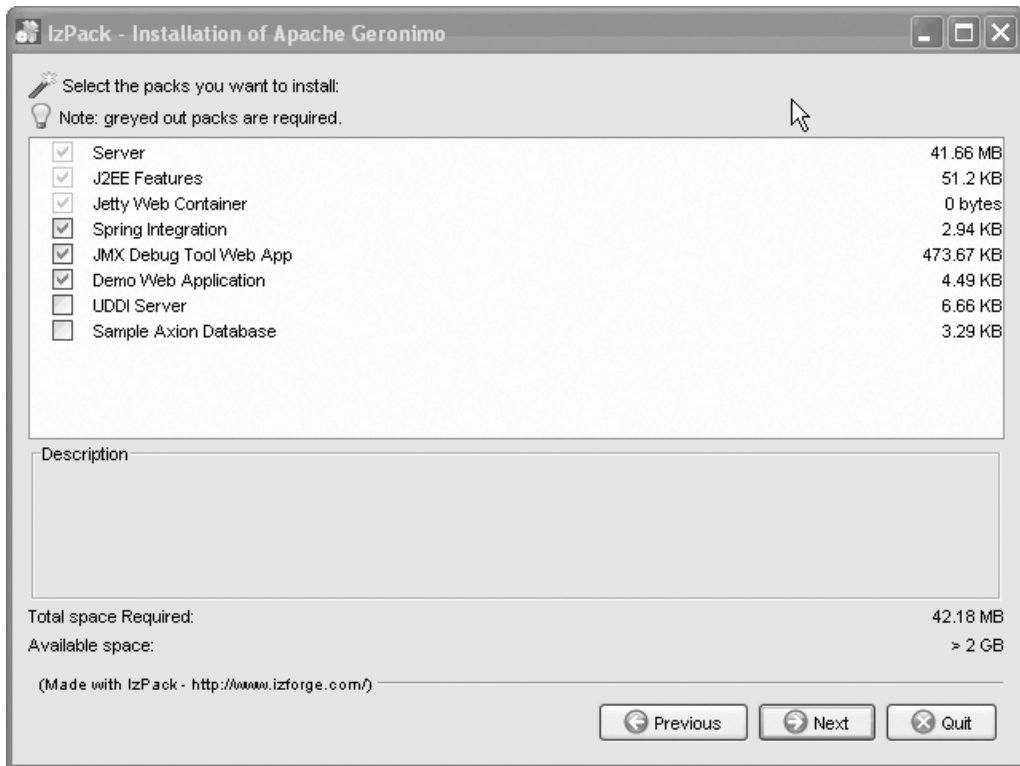 IzPack - Installation of Apache Geronimo
Select the packs you want to install:
Note: greyed out packs are required.
Server 41.66 MB
J2EE Features 51.2 KB
Jetty Web Container 0 bytes
Spring Integration 2.94 KB
JMX Debug Tool Web App 473.67 KB
Demo Web Application 4.49 KB
UDDI Server 6.66 KB
Sample Axion Database 3.29 KB
Description
Total space Required: 42.18 MB
Available space: > 2 GB
(Made with IzPack - http://www.izforge.com/)
Previous Next Quit